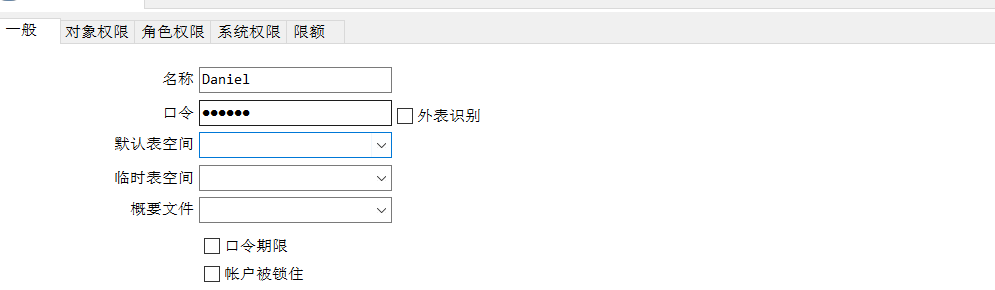 一般 对象权限 角色权限 系统权限 限额
名称 Daniel
口令 ●●●●●● 外表识别
默认表空间
临时表空间
概要文件
口令期限
帐户被锁住